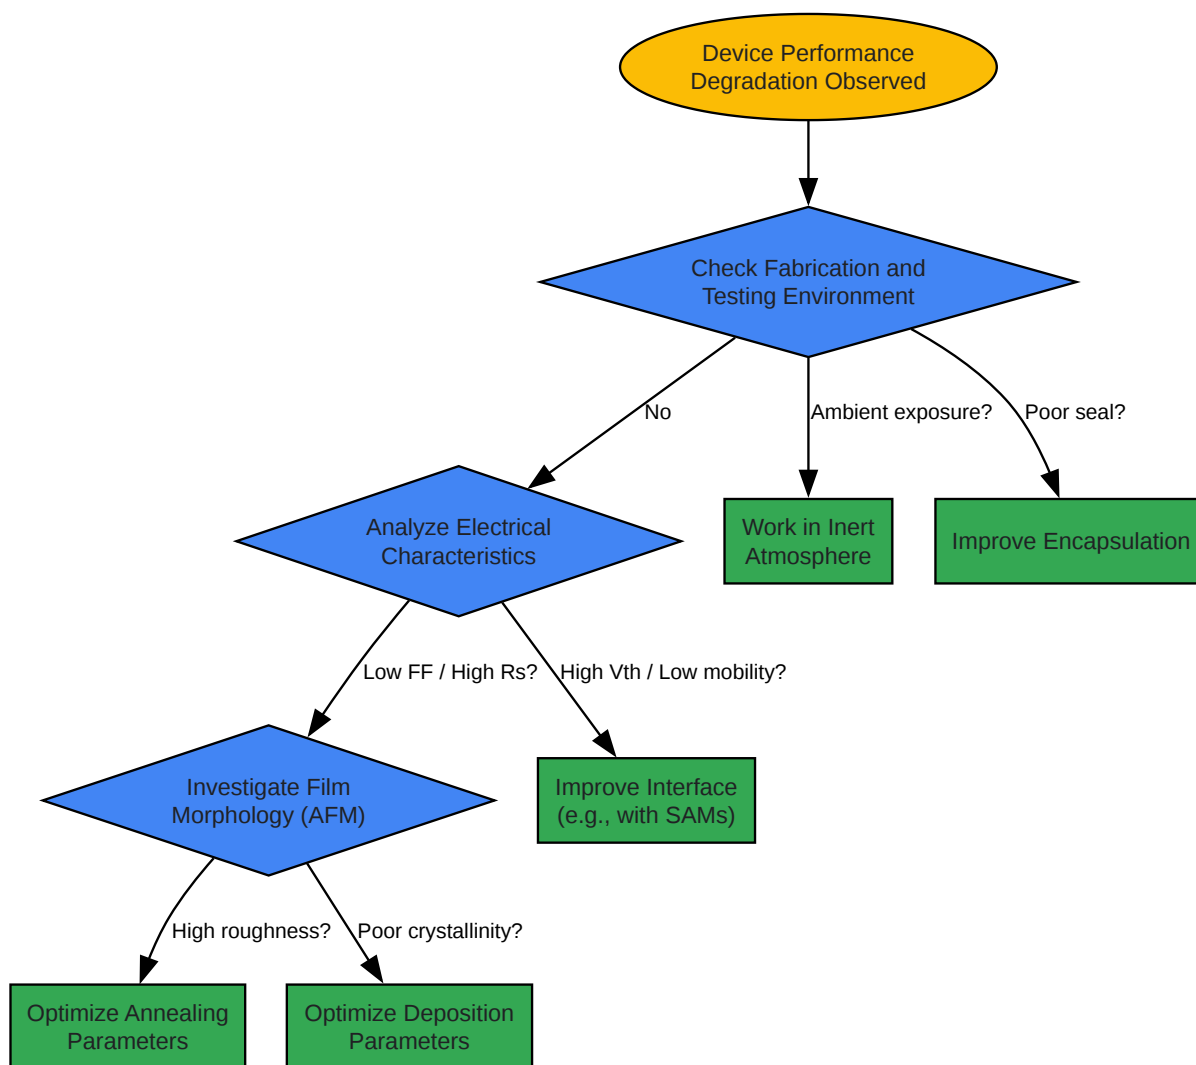 Device Performance
Degradation Observed
Check Fabrication and
Testing Environment
No
Ambient exposure?
Poor seal?
Analyze Electrical
Characteristics
Work in Inert
Atmosphere
Improve Encapsulation
Low FF / High Rs?
High Vth / Low mobility?
Investigate Film
Morphology (AFM)
Improve Interface
(e.g., with SAMs)
High roughness?
Poor crystallinity?
Optimize Annealing
Parameters
Optimize Deposition
Parameters